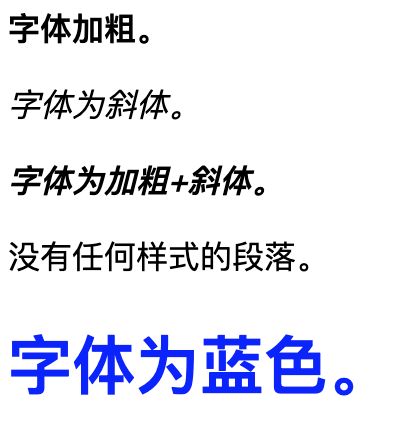 字体加粗。
字体为斜体。
字体为加粗+斜体。
没有任何样式的段落。
字体为蓝色。